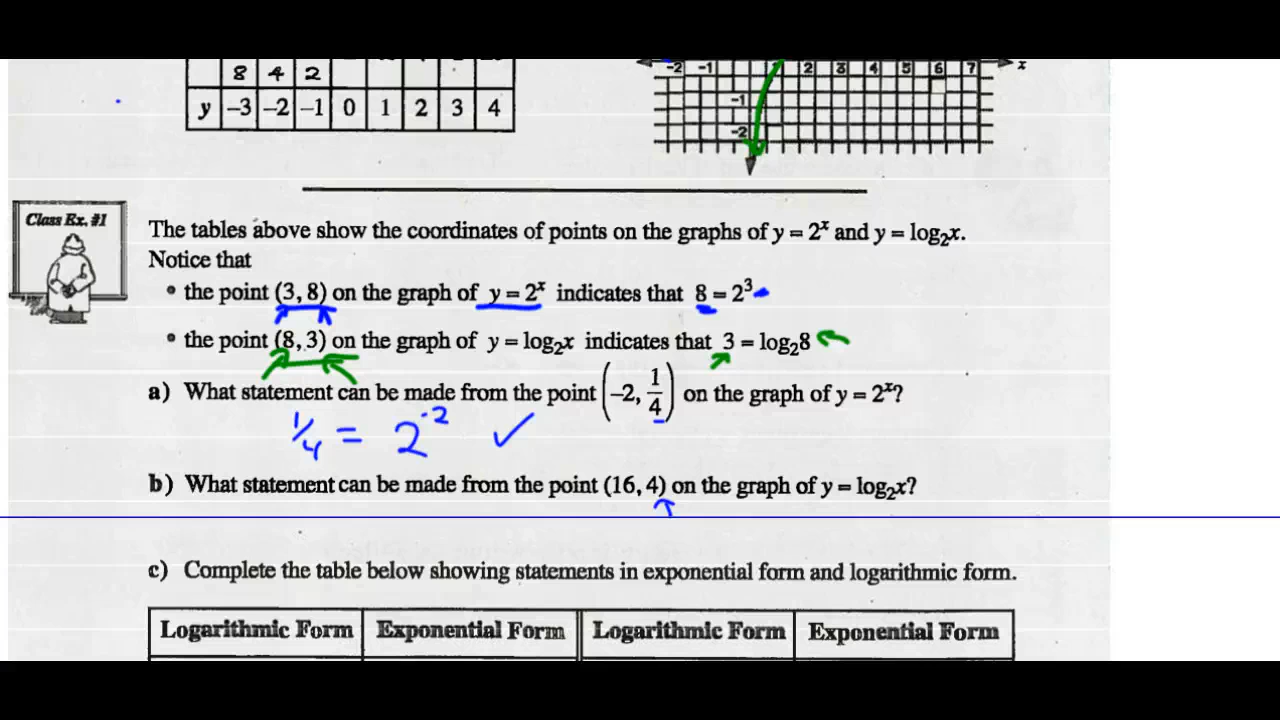 8 4 2
y -3 -2 -1 0 1 2 3 4
-2 -1 2 3 4 5 6 7 x
-1
-2
Class Ex. #1
The tables above show the coordinates of points on the graphs of y = 2ˣ and y = log₂x.
Notice that
• the point (3, 8) on the graph of y = 2ˣ indicates that 8 = 2³
• the point (8, 3) on the graph of y = log₂x indicates that 3 = log₂8
a) What statement can be made from the point (-2, 1/4) on the graph of y = 2ˣ?
1/4 = 2⁻² ✓
b) What statement can be made from the point (16, 4) on the graph of y = log₂x?
c) Complete the table below showing statements in exponential form and logarithmic form.
Logarithmic Form Exponential Form Logarithmic Form Exponential Form